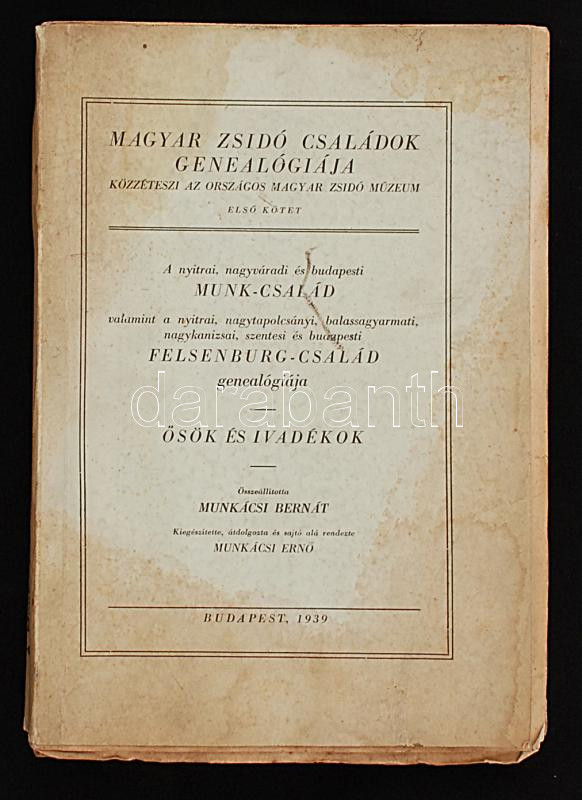 MAGYAR ZSIDÓ CSALÁDOK
GENEALÓGIÁJA
KÖZZÉTESZI AZ ORSZÁGOS MAGYAR ZSIDÓ MÚZEUM
ELSŐ KÖTET
A nyitrai, nagyváradi és budapesti
MUNK-CSALÁD
valamint a nyitrai, nagytapolcsányi, balassagyarmati,
nagykanizsai, szentesi és budapesti
FELSENBURG-CSALÁD
genealógiája
darabanth
ŐSÖK ÉS IVADÉKOK
Összeállította
MUNKÁCSI BERNÁT
Kiegészítette, átdolgozta és sajtó alá rendezte
MUNKÁCSI ERNŐ
BUDAPEST, 1939